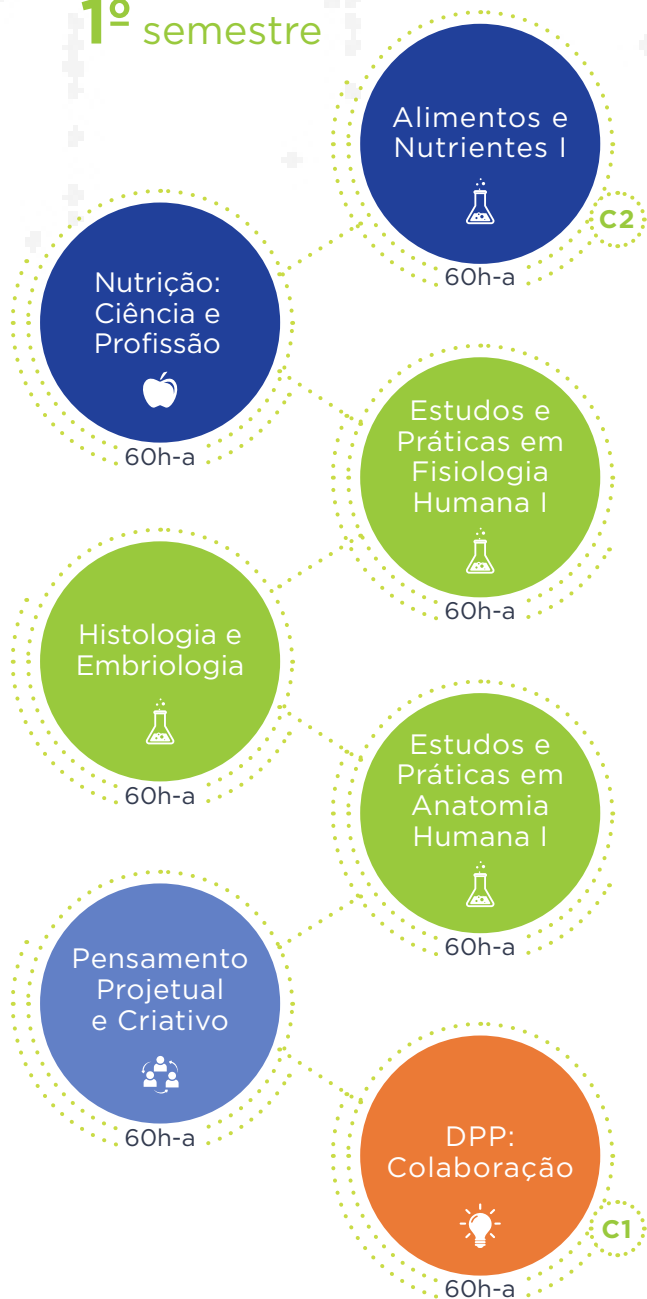 1º semestre
Alimentos e
Nutrientes I
C2
60h-a
Nutrição:
Ciência e
Profissão
60h-a
Estudos e
Práticas em
Fisiologia
Humana I
60h-a
Histologia e
Embriologia
60h-a
Estudos e
Práticas em
Anatomia
Humana I
60h-a
Pensamento
Projetual
e Criativo
60h-a
DPP:
Colaboração
C1
60h-a